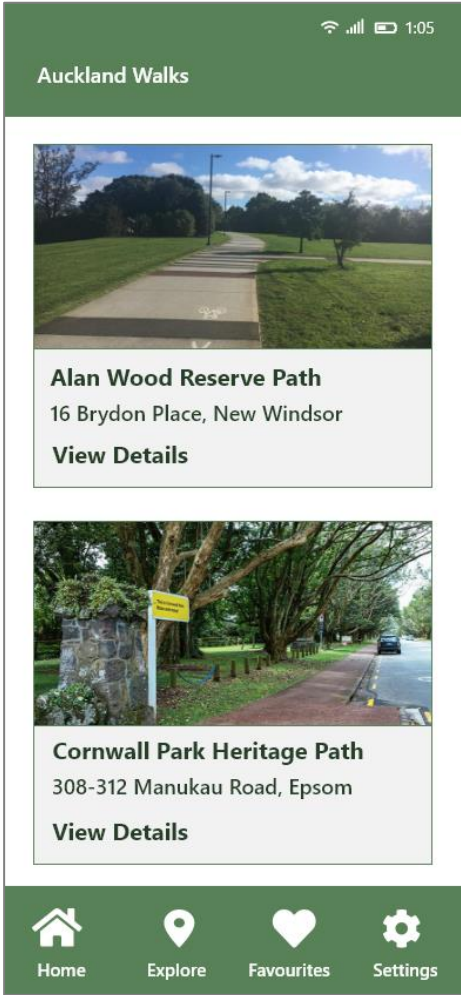 1:05
Auckland Walks
Alan Wood Reserve Path
16 Brydon Place, New Windsor
View Details
Cornwall Park Heritage Path
308-312 Manukau Road, Epsom
View Details
Home Explore Favourites Settings